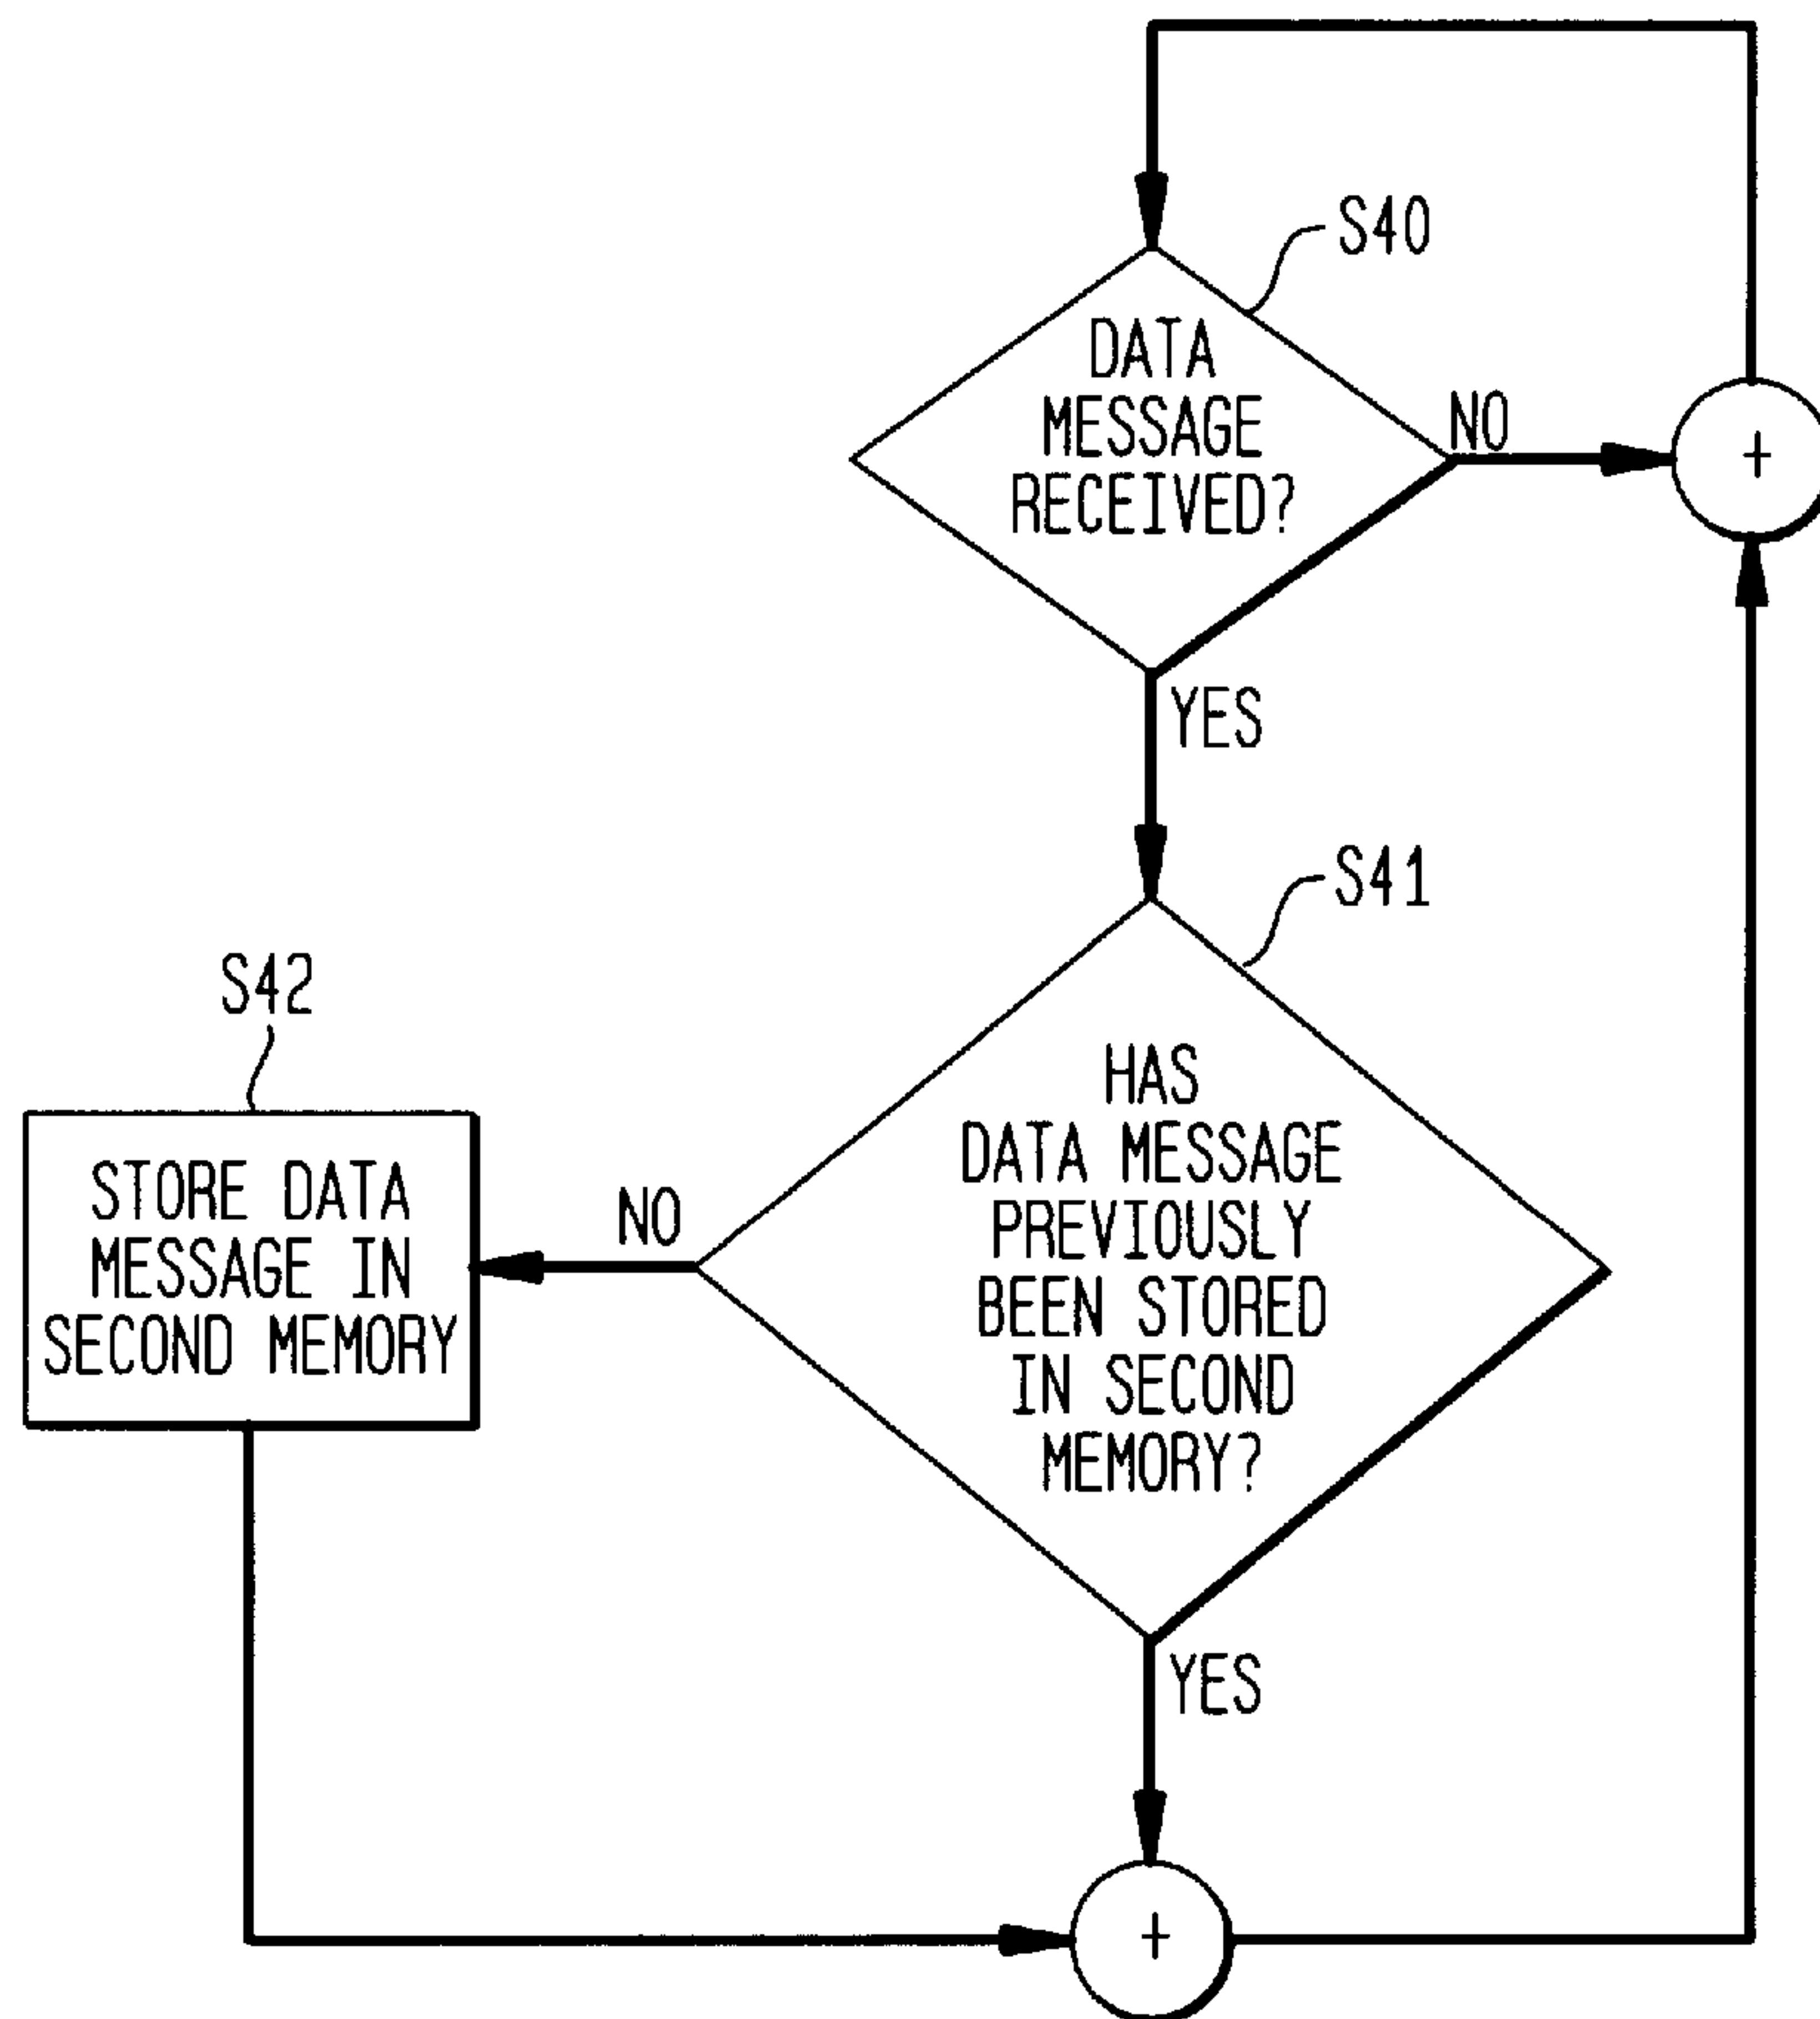 S40
DATA
MESSAGE
RECEIVED?
NO
+
YES
S41
S42
HAS
DATA MESSAGE
PREVIOUSLY
BEEN STORED
IN SECOND
MEMORY?
NO
STORE DATA
MESSAGE IN
SECOND MEMORY
YES
+